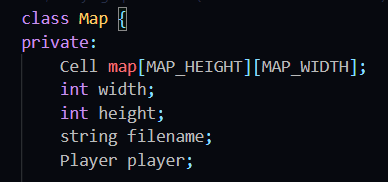 class Map {
private:
    Cell map[MAP_HEIGHT][MAP_WIDTH];
    int width;
    int height;
    string filename;
    Player player;